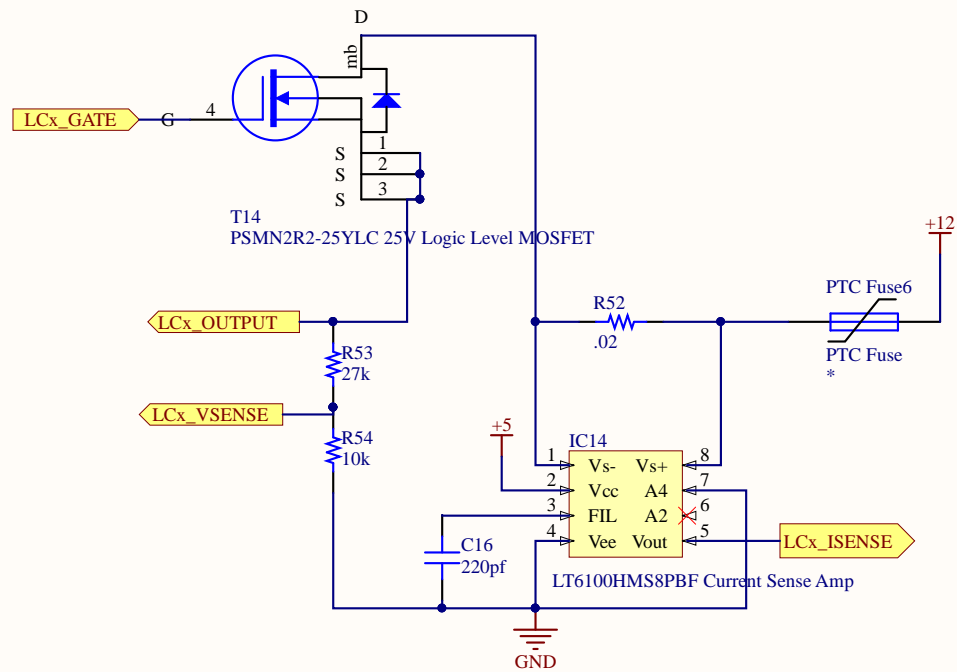 D
mb
LCx_GATE
G
4
1
S
2
S
3
S
T14
PSMN2R2-25YLC 25V Logic Level MOSFET
+12
PTC Fuse6
R52
.02
PTC Fuse
*
LCx_OUTPUT
R53
27k
LCx_VSENSE
R54
10k
+5
IC14
1
Vs-
Vs+
8
2
Vcc
A4
7
3
FIL
A2
6
4
Vee
Vout
5
LCx_ISENSE
C16
220pf
LT6100HMS8PBF Current Sense Amp
GND